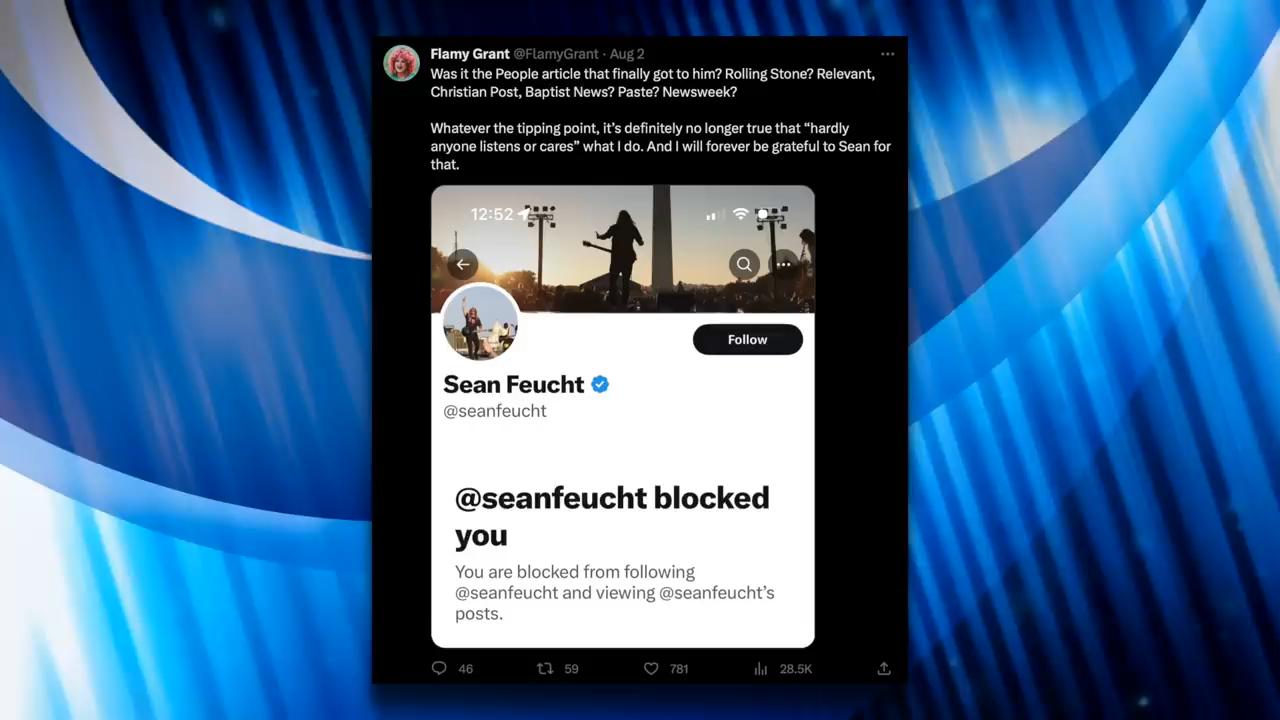 Flamy Grant @FlamyGrant · Aug 2
Was it the People article that finally got to him? Rolling Stone? Relevant,
Christian Post, Baptist News? Paste? Newsweek?
Whatever the tipping point, it's definitely no longer true that “hardly
anyone listens or cares” what I do. And I will forever be grateful to Sean for
that.
12:52
Follow
Sean Feucht
@seanfeucht
@seanfeucht blocked
you
You are blocked from following
@seanfeucht and viewing @seanfeucht's
posts.
46 59 781 28.5K